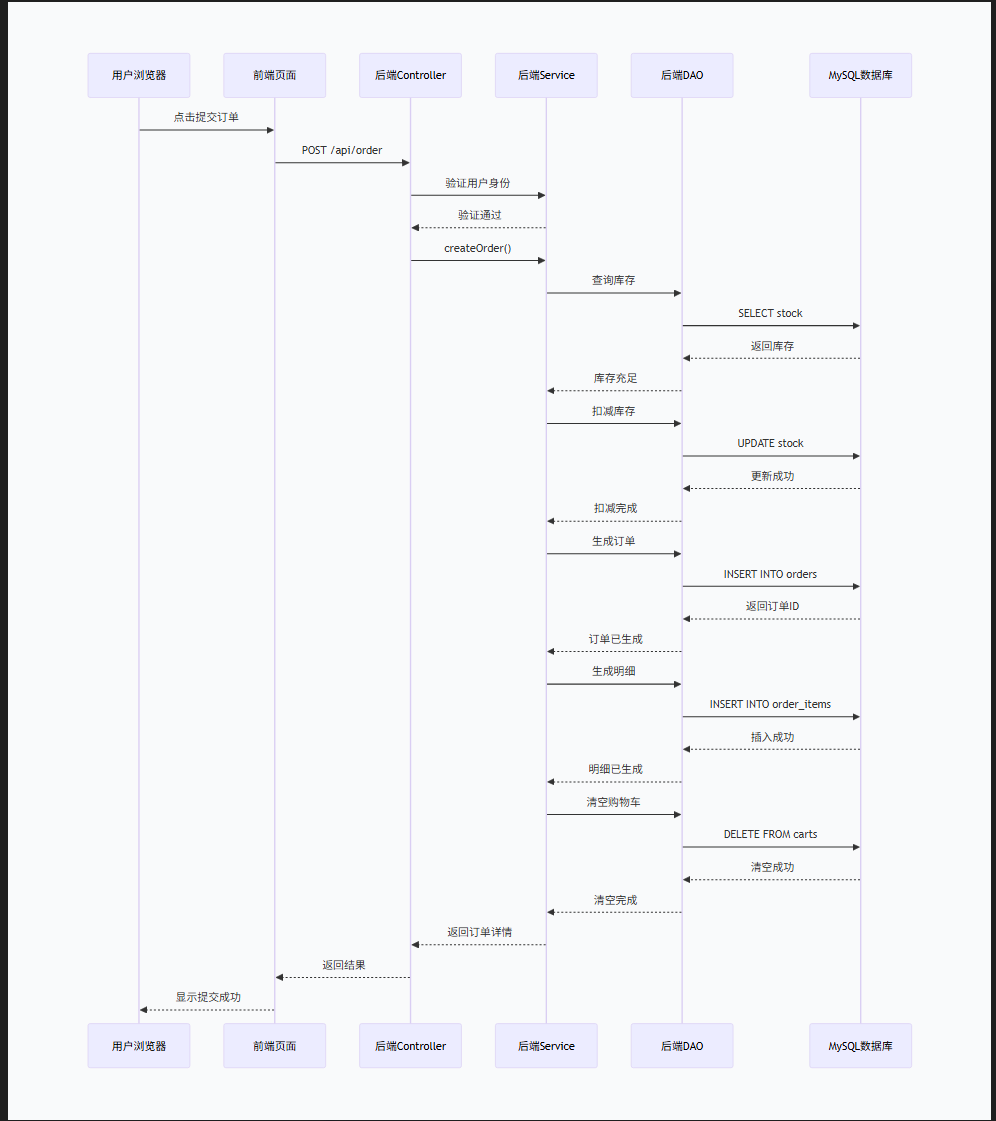 用户浏览器
前端页面
后端Controller
后端Service
后端DAO
MySQL数据库
点击提交订单
POST /api/order
验证用户身份
验证通过
createOrder()
查询库存
SELECT stock
返回库存
库存充足
扣减库存
UPDATE stock
更新成功
扣减完成
生成订单
INSERT INTO orders
返回订单ID
订单已生成
生成明细
INSERT INTO order_items
插入成功
明细已生成
清空购物车
DELETE FROM carts
清空成功
清空完成
返回订单详情
返回结果
显示提交成功
用户浏览器
前端页面
后端Controller
后端Service
后端DAO
MySQL数据库